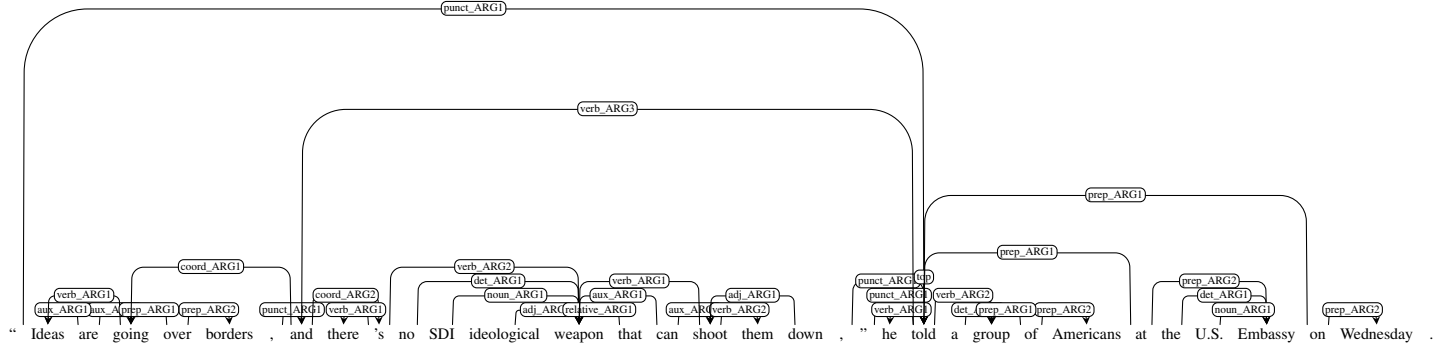 punct_ARG1
verb_ARG3
prep_ARG1
prep_ARG1
coord_ARG1 verb_ARG2
det_ARG1 verb_ARG1 punct_ARG1 top prep_ARG2
verb_ARG1 coord_ARG2 noun_ARG1 aux_ARG1 adj_ARG1 punct_ARG1 verb_ARG2 det_ARG1
aux_ARG1 prep_ARG1 prep_ARG2 punct_ARG1 verb_ARG1 relative_ARG1 verb_ARG2 verb_ARG1 prep_ARG1 prep_ARG2 noun_ARG1 prep_ARG2
“ Ideas are going over borders , and there 's no SDI ideological weapon that can shoot them down , ” he told a group of Americans at the U.S. Embassy on Wednesday .